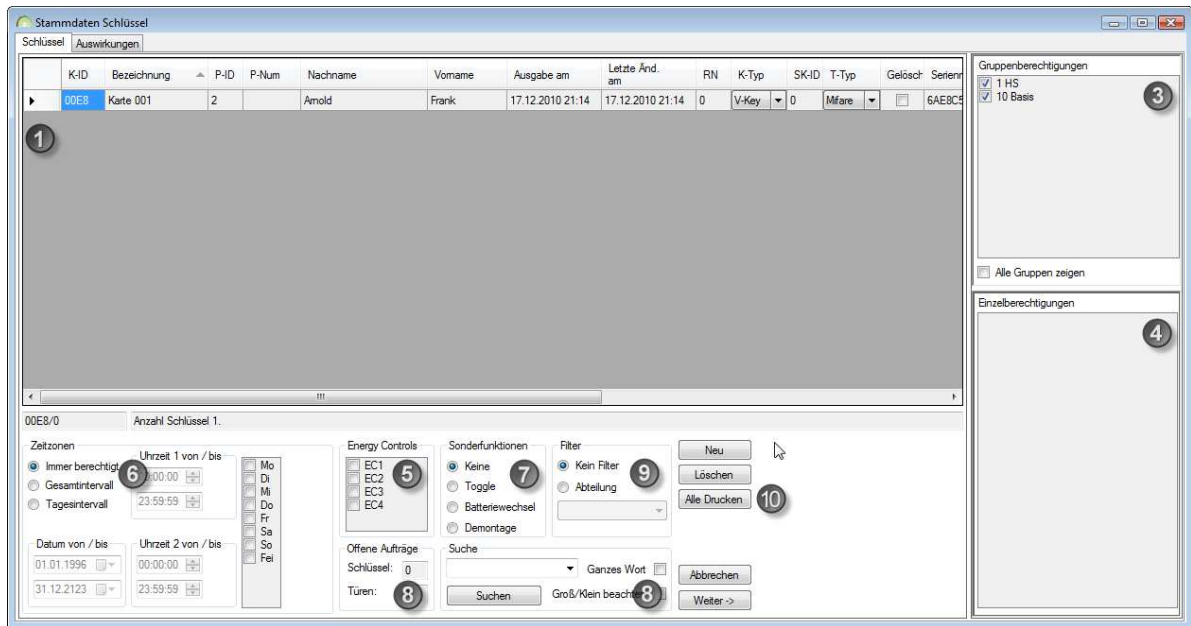 Stammdaten Schlüssel
Schlüssel Auswirkungen
K-ID Bezeichnung P-ID P-Num Nachname Vorname Ausgabe am Letzte Änd. am RN K-Typ SK-ID T-Typ Gelösch Seriennr
00E8 Karte 001 2 Arnold Frank 17.12.2010 21:14 17.12.2010 21:14 0 V-Key 0 Mifare 6AE8C5
1
Gruppenberechtigungen
1 HS
10 Basis
3
Alle Gruppen zeigen
Einzelberechtigungen
4
00E8/0 Anzahl Schlüssel 1.
Zeitzonen
Immer berechtigt
Gesamtintervall
Tagesintervall
6
Uhrzeit 1 von / bis
:00:00
23:59:59
Datum von / bis
01.01.1996
31.12.2123
Uhrzeit 2 von / bis
00:00:00
23:59:59
Mo
Di
Mi
Do
Fr
Sa
So
Fei
Energy Controls
EC1
EC2
EC3
EC4
5
Offene Aufträge
Schlüssel: 0
Türen:
8
Sonderfunktionen
Keine
Toggle
Batteriewechsel
Demontage
7
Filter
Kein Filter
Abteilung
9
Suche
Ganzes Wort
Suchen
Groß/Klein beachten
8
Neu
Löschen
Alle Drucken
10
Abbrechen
Weiter ->